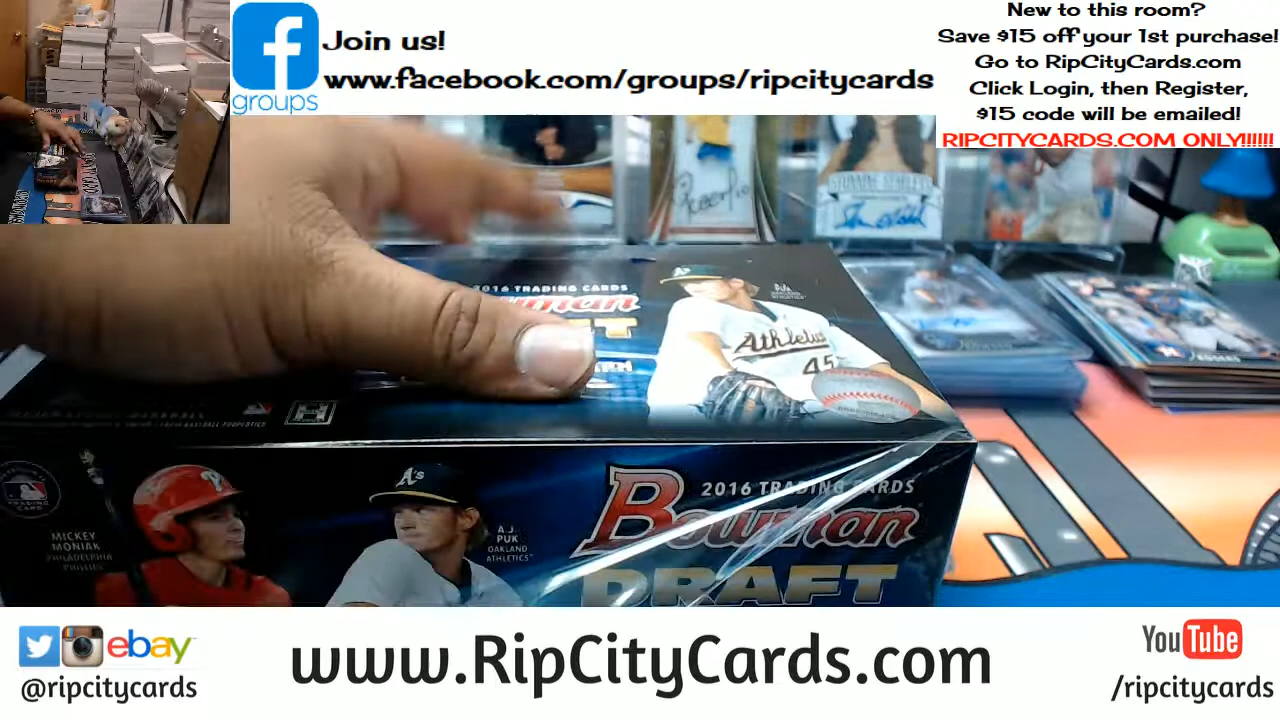 groups
Join us!
www.facebook.com/groups/ripcitycards
New to this room?
Save $15 off your 1st purchase!
Go to RipCityCards.com
Click Login, then Register,
$15 code will be emailed!
RIPCITYCARDS.COM ONLY!!!!!!
2016 TRADING CARDS
Athletics
45
MICKEY
MONIAK
PHILADELPHIA
PHILLIES
A's
A.J.
PUK
OAKLAND
ATHLETICS
2016 TRADING CARDS
Bowman
DRAFT
ebay
@ripcitycards
www.RipCityCards.com
YouTube
/ripcitycards